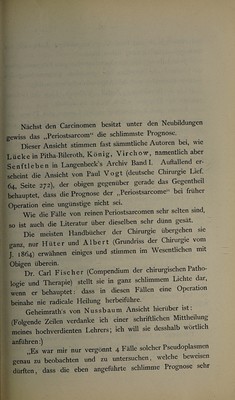 Nächst den Carcinomen besitzt unter den Neubildungen
gewiss das „Periostsarcom“ die schlimmste Prognose.
Dieser Ansicht stimmen fast sämmtliche Autoren bei, wie
Lücke in Pitha-Billroth, König, Virchow, namentlich aber
Senftleben in Langenbeck's Archiv Band I. Auffallend er-
scheint die Ansicht von Paul Vogt (deutsche Chirurgie Lief.
64, Seite 272), der obigen gegenüber gerade das Gegentheil
behauptet, dass die Prognose der „Periostsarcomen“ bei früher
Operation eine ungünstige nicht sei.
Wie die Fälle von reinen Periostsarcomen sehr selten sind,
so ist auch die Literatur über dieselben sehr dünn gesät.
Die meisten Handbücher der Chirurgie übergehen sie
ganz, nur Hüter und Albert (Grundriss der Chirurgie vom
J. 1864) erwähnen einiges und stimmen im Wesentlichen mit
Obigen überein.
Dr. Carl Fischer (Compendium der chirurgischen Patho-
logie und Therapie) stellt sie in ganz schlimmem Lichte dar,
wenn er behauptet: dass in diesen Fällen eine Operation
beinahe nie radicale Heilung herbeiführe.
Geheimrath's von Nussbaum Ansicht hierüber ist:
(Folgende Zeilen verdanke ich einer schriftlichen Mittheilung
meines hochverdienten Lehrers; ich will sie desshalb wörtlich
anführen:)
„Es war mir nur vergönnt 4 Fälle solcher Pseudoplasmen
genau zu beobachten und zu untersuchen, welche beweisen
dürften, dass die eben angeführte schlimme Prognose sehr